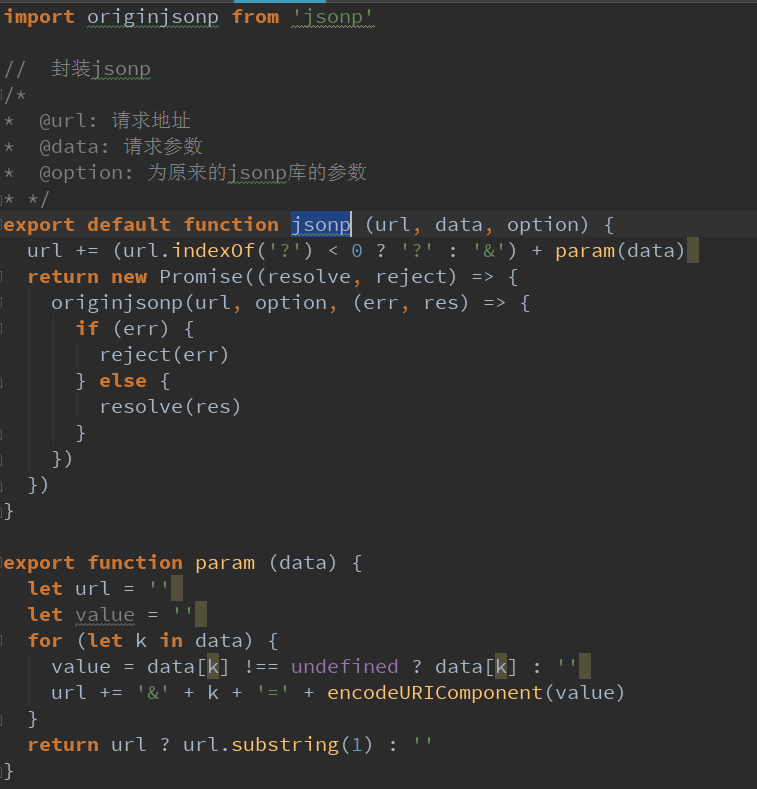 import originjsonp from 'jsonp'
//  封装jsonp
/*
*  @url: 请求地址
*  @data: 请求参数
*  @option: 为原来的jsonp库的参数
* */
export default function jsonp (url, data, option) {
  url += (url.indexOf('?') < 0 ? '?' : '&') + param(data)
  return new Promise((resolve, reject) => {
    originjsonp(url, option, (err, res) => {
      if (err) {
        reject(err)
      } else {
        resolve(res)
      }
    })
  })
}
export function param (data) {
  let url = ''
  let value = ''
  for (let k in data) {
    value = data[k] !== undefined ? data[k] : ''
    url += '&' + k + '=' + encodeURIComponent(value)
  }
  return url ? url.substring(1) : ''
}